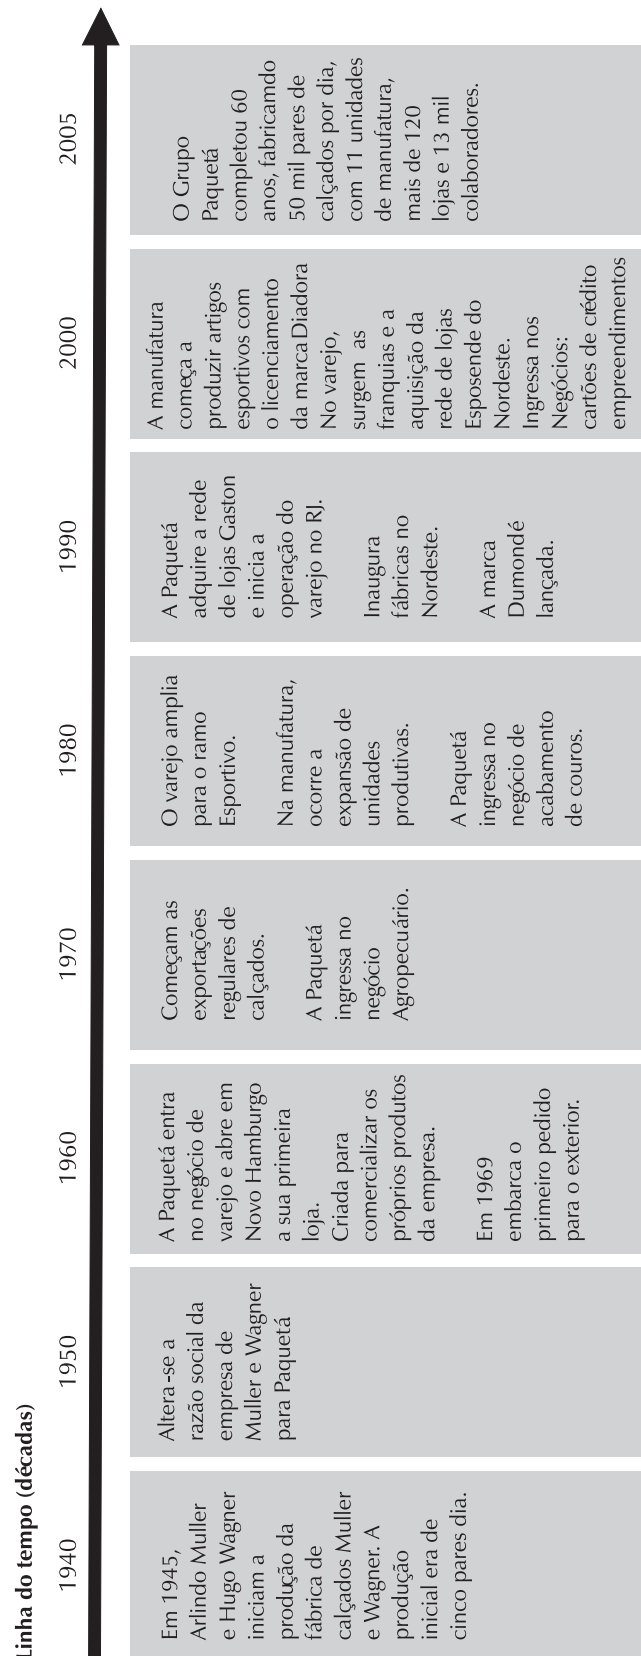 Linha do tempo (décadas)
1940
Em 1945,
Arlindo Muller
e Hugo Wagner
iniciam a
produção da
fábrica de
calçados Muller
e Wagner. A
produção
inicial era de
cinco pares dia.
1950
Altera-se a
razão social da
empresa de
Muller e Wagner
para Paquetá
1960
A Paquetá entra
no negócio de
varejo e abre em
Novo Hamburgo
a sua primeira
loja.
Criada para
comercializar os
próprios produtos
da empresa.
Em 1969
embarca o
primeiro pedido
para o exterior.
1970
Começam as
exportações
regulares de
calçados.
A Paquetá
ingressa no
negócio
Agropecuário.
1980
O varejo amplia
para o ramo
Esportivo.
Na manufatura,
ocorre a
expansão de
unidades
produtivas.
A Paquetá
ingressa no
negócio de
acabamento
de couros.
1990
A Paquetá
adquire a rede
de lojas Gaston
e inicia a
operação do
varejo no RJ.
Inaugura
fábricas no
Nordeste.
A marca
Dumondé
lançada.
2000
A manufatura
começa a
produzir artigos
esportivos com
o licenciamento
da marca Diadora
No varejo,
surgem as
franquias e a
aquisição da
rede de lojas
Esposende do
Nordeste.
Ingressa nos
Negócios:
cartões de crédito
empreendimentos
2005
O Grupo
Paquetá
completou 60
anos, fabricamdo
50 mil pares de
calçados por dia,
com 11 unidades
de manufatura,
mais de 120
lojas e 13 mil
colaboradores.